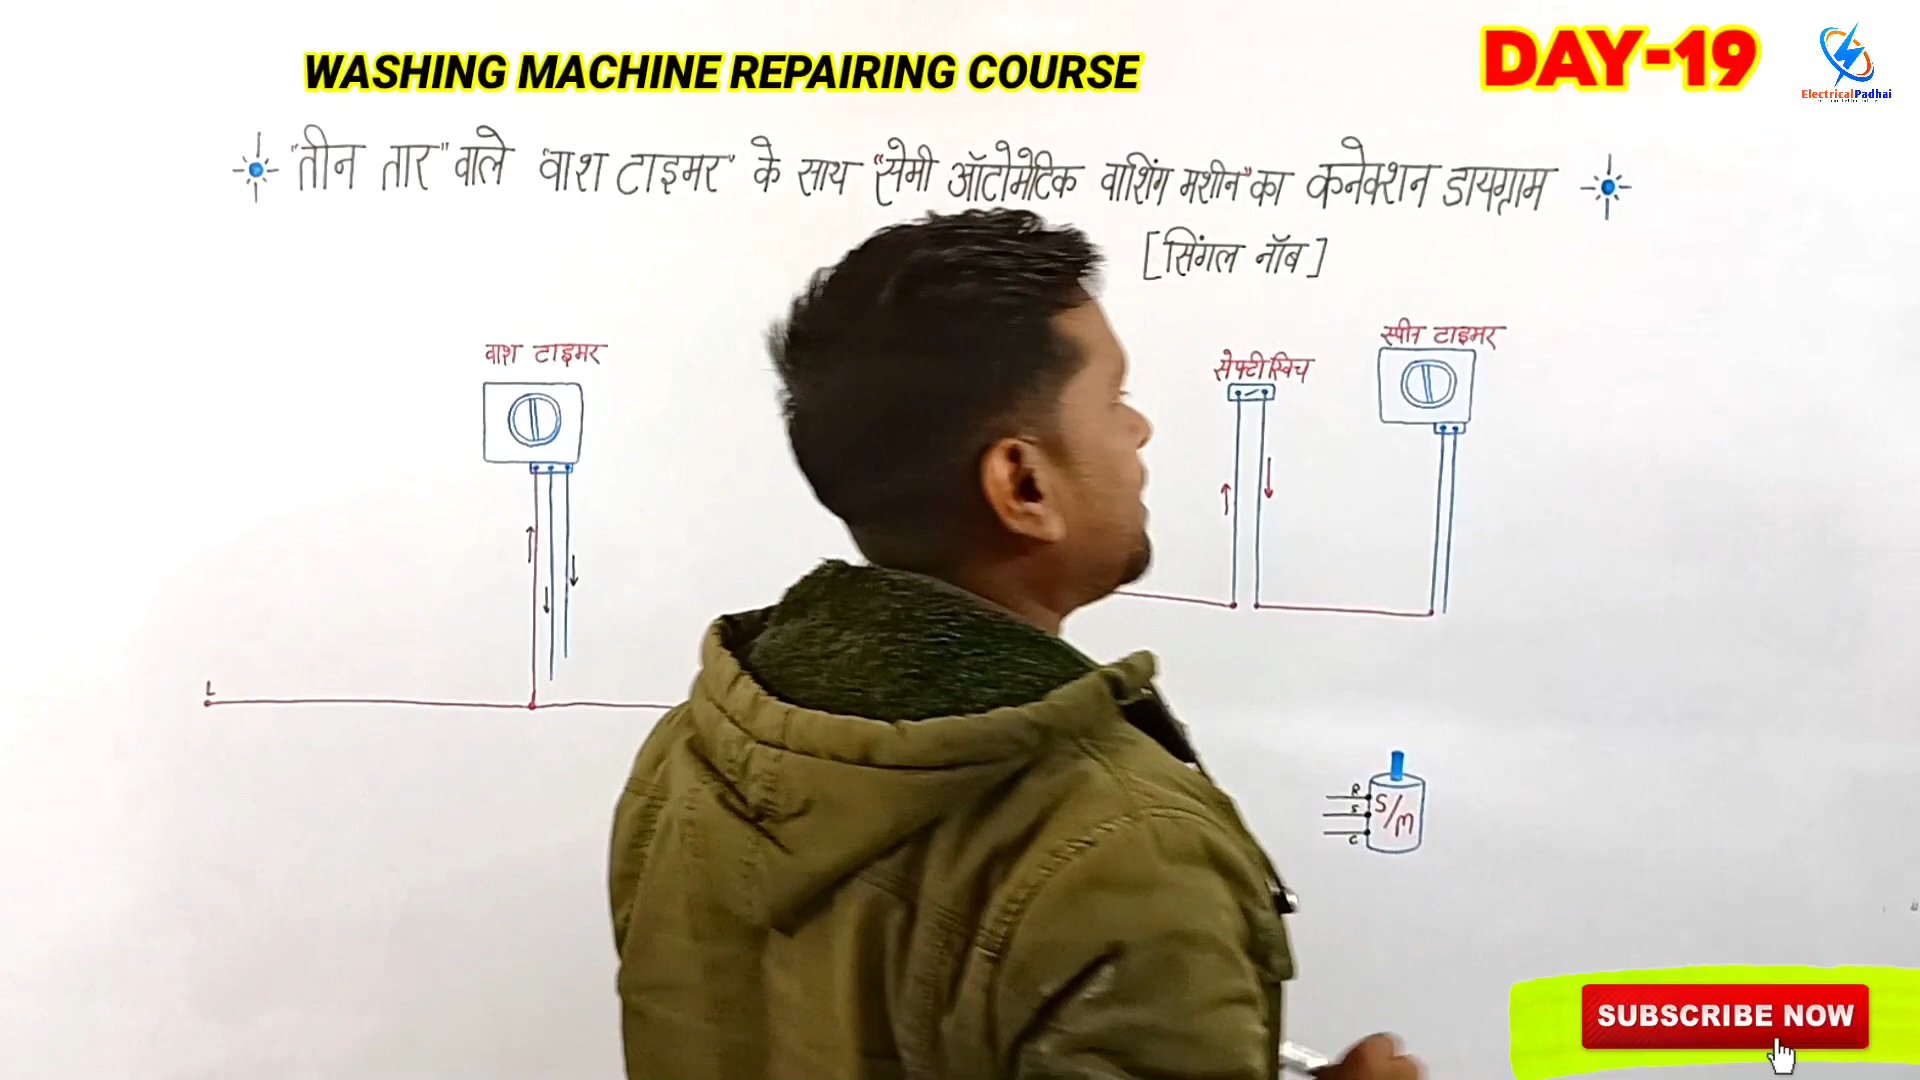 WASHING MACHINE REPAIRING COURSE
DAY-19
ElectricalPadhai
"तीन तार" वाले "वाश टाइमर" के साथ "सेमी ऑटोमेटिक वाशिंग मशीन" का कनेक्शन डायग्राम
[सिंगल नॉब]
वाश टाइमर
सेफ्टी स्विच
स्पीन टाइमर
L
R
S
C
S/M
SUBSCRIBE NOW